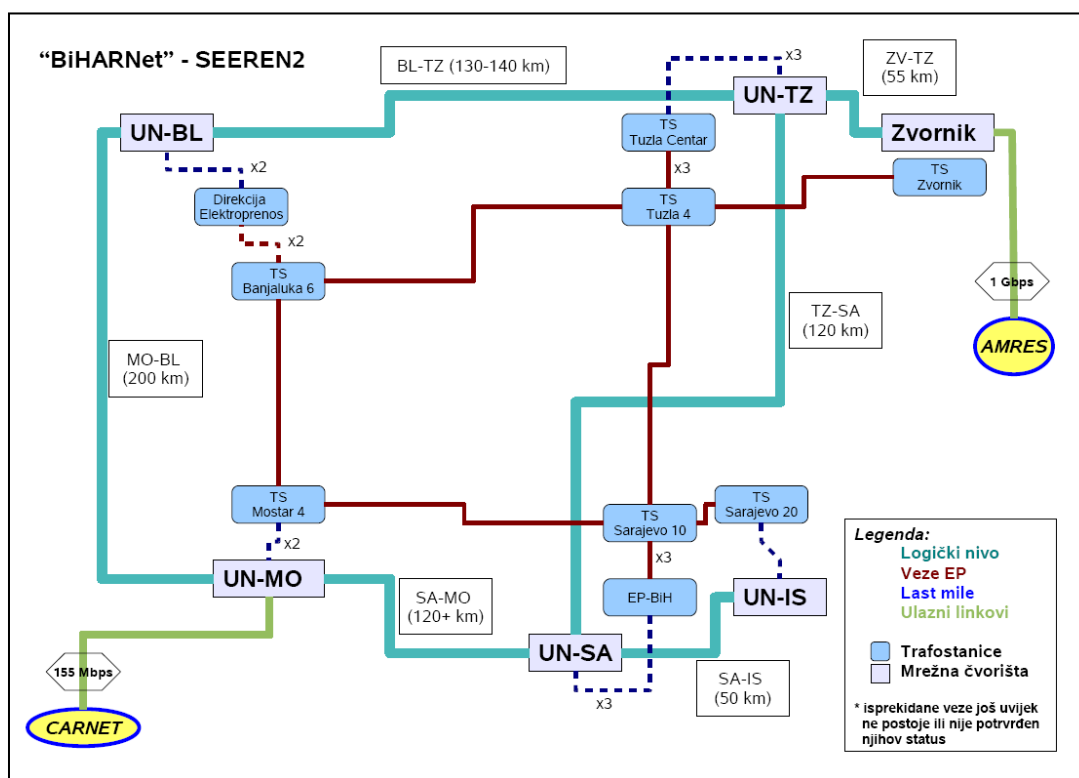 “BiHARNet” - SEEREN2
BL-TZ (130-140 km)
x3
ZV-TZ
(55 km)
UN-TZ
UN-BL
TS
Tuzla Centar
Zvornik
x2
x3
TS
Zvornik
Direkcija
Elektroprenos
TS
Tuzla 4
x2
TS
Banjaluka 6
1 Gbps
TZ-SA
(120 km)
AMRES
MO-BL
(200 km)
TS
Mostar 4
TS
Sarajevo 10
TS
Sarajevo 20
x2
x3
UN-MO
SA-MO
(120+ km)
EP-BiH
UN-IS
UN-SA
155 Mbps
SA-IS
(50 km)
x3
CARNET
Legenda:
Logički nivo
Veze EP
Last mile
Ulazni linkovi
Trafostanice
Mrežna čvorišta
* isprekidane veze još uvijek
ne postoje ili nije potvrđen
njihov status